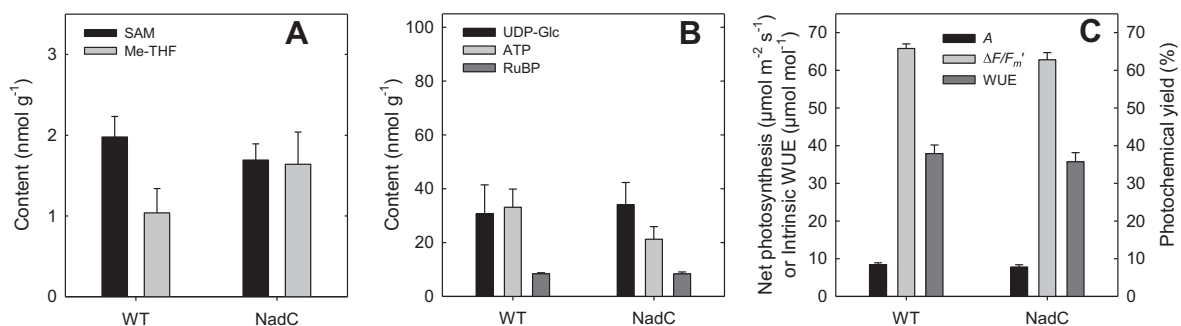 A
SAM
Me-THF
Content (nmol g-1)
3
2
1
0
WT
NadC
B
UDP-Glc
ATP
RuBP
Content (nmol g-1)
100
80
60
40
20
0
WT
NadC
C
A
ΔF/Fm'
WUE
Net photosynthesis (µmol m-2 s-1)
or Intrinsic WUE (µmol mol-1)
70
60
50
40
30
20
10
0
WT
NadC
70
60
50
40
30
20
10
0
Photochemical yield (%)